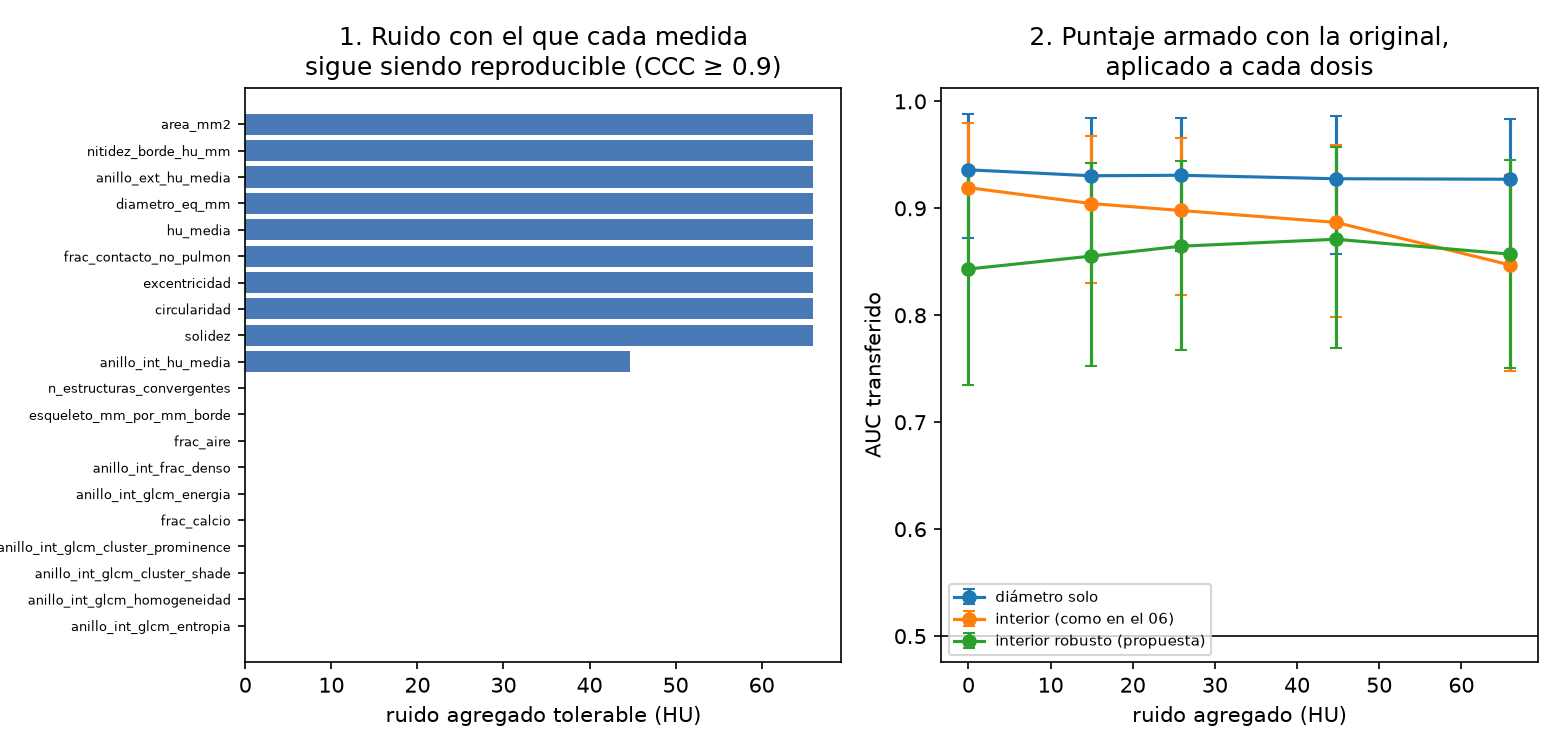 1. Ruido con el que cada medida
sigue siendo reproducible (CCC ≥ 0.9)
area_mm2
nitidez_borde_hu_mm
anillo_ext_hu_media
diametro_eq_mm
hu_media
frac_contacto_no_pulmon
excentricidad
circularidad
solidez
anillo_int_hu_media
n_estructuras_convergentes
esqueleto_mm_por_mm_borde
frac_aire
anillo_int_frac_denso
anillo_int_glcm_energia
frac_calcio
anillo_int_glcm_cluster_prominence
anillo_int_glcm_cluster_shade
anillo_int_glcm_homogeneidad
anillo_int_glcm_entropia
0 10 20 30 40 50 60
ruido agregado tolerable (HU)
2. Puntaje armado con la original,
aplicado a cada dosis
AUC transferido
1.0
0.9
0.8
0.7
0.6
0.5
diámetro solo
interior (como en el 06)
interior robusto (propuesta)
0 10 20 30 40 50 60
ruido agregado (HU)